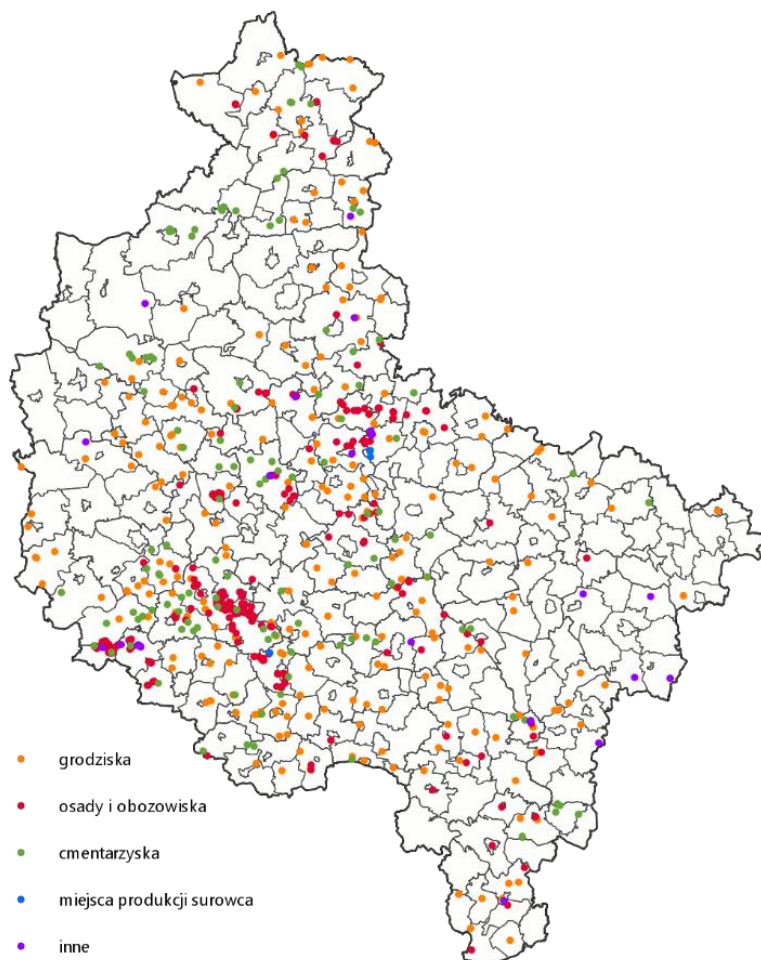 grodziska
osady i obozowiska
cmentarzyska
miejsca produkcji surowca
inne